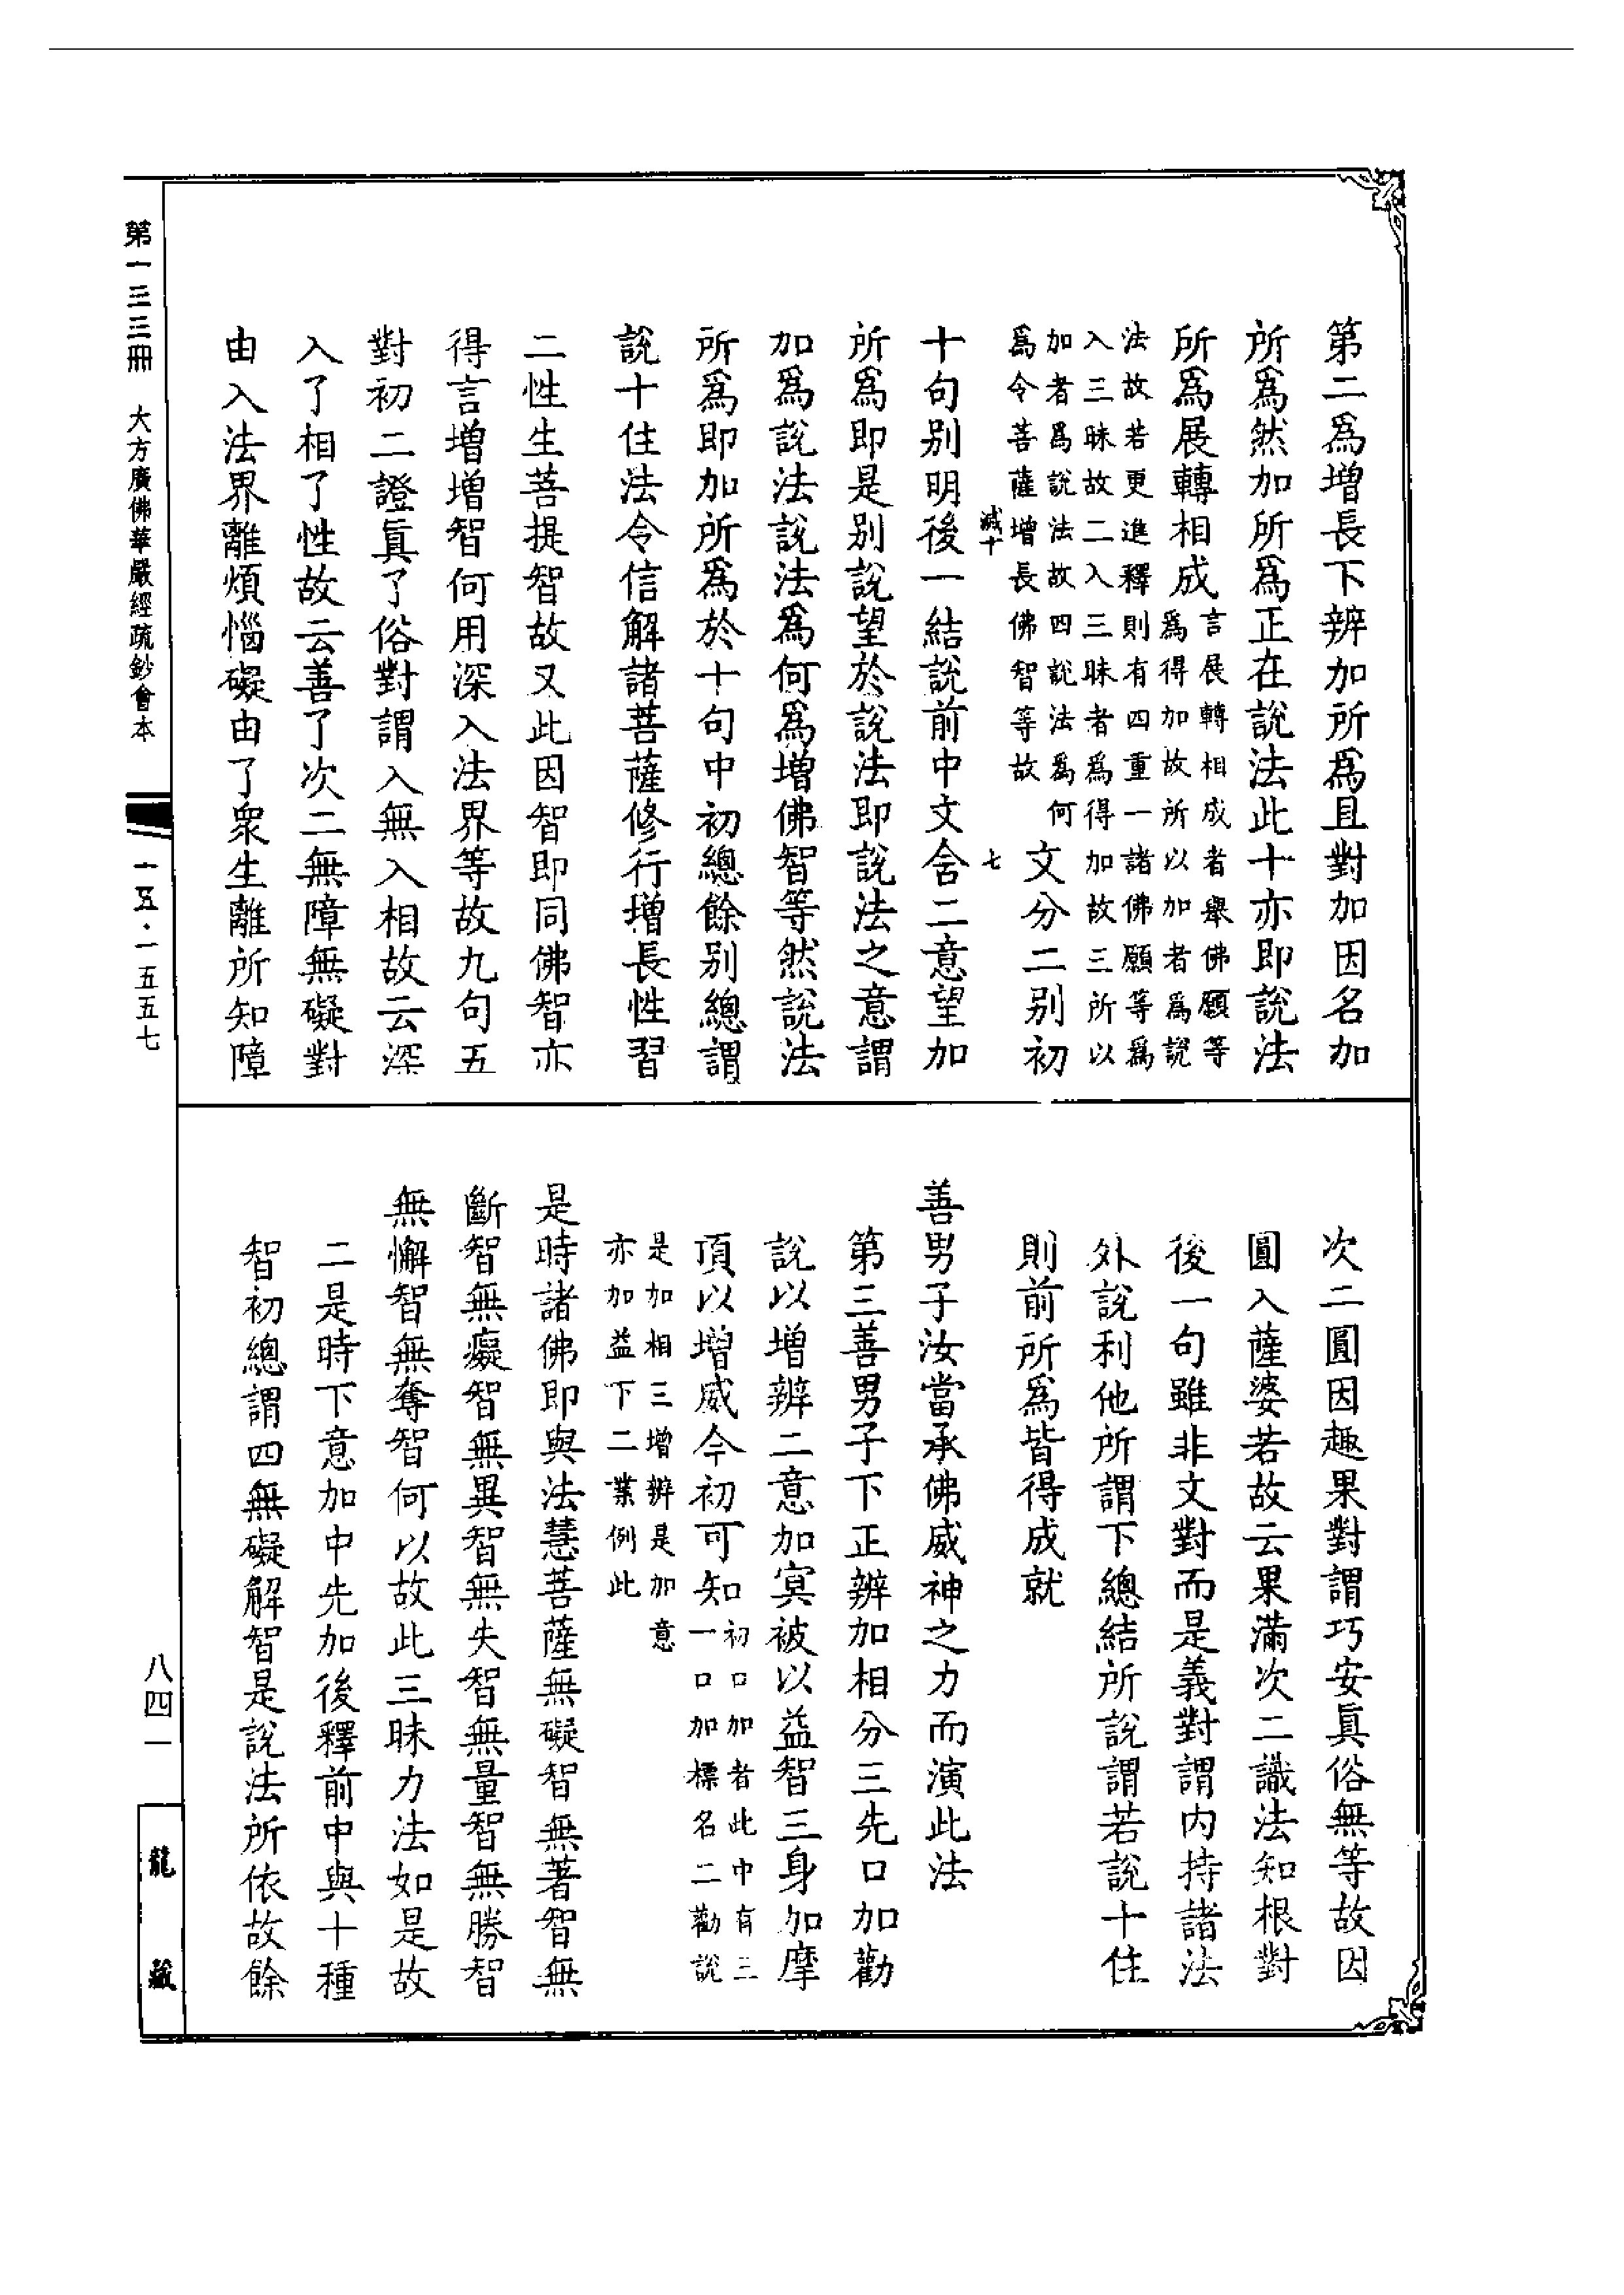 第二爲增長下辨加所爲且對加因名加
所爲然加所爲正在說法此十亦即說法
所爲展轉相成
言展轉相成者舉佛願等
爲得加故所以加者爲說
法故若更進釋則有四重一諸佛願等爲
入三昧故二入三昧者爲得加故三所以
加者爲說法故四說法爲何
爲令菩薩增長佛智等故
文分二别初
減十
七
十句别明後一結說前中文含二意望加
所爲即是别說望於說法即說法之意謂
加爲說法說法爲何爲增佛智等然說法
所爲即加所爲於十句中初總餘别總謂
說十住法令信解諸菩薩修行增長性習
二性生菩提智故又此因智即同佛智亦
得言增增智何用深入法界等故九句五
對初二證眞了俗對謂入無入相故云深
入了相了性故云善了次二無障無礙對
由入法界離煩惱礙由了衆生離所知障
次二圓因趣果對謂巧安眞俗無等故因
圓入薩婆若故云果滿次二識法知根對
後一句雖非文對而是義對謂内持諸法
外說利他所謂下總結所說謂若說十住
則前所爲皆得成就
善男子汝當承佛威神之力而演此法
第三善男子下正辨加相分三先口加勸
說以增辨二意加冥被以益智三身加摩
頂以增威今初可知
初口加者此中有三
一口加標名二勸說
是加相三增辨是加意
亦加益下二業例此
是時諸佛即與法慧菩薩無礙智無著智無
斷智無癡智無異智無失智無量智無勝智
無懈智無奪智何以故此三昧力法如是故
二是時下意加中先加後釋前中與十種
智初總謂四無礙解智是說法所依故餘
第一三三冊　大方廣佛華嚴經疏鈔會本
一五·一五五七
八四一
龍藏